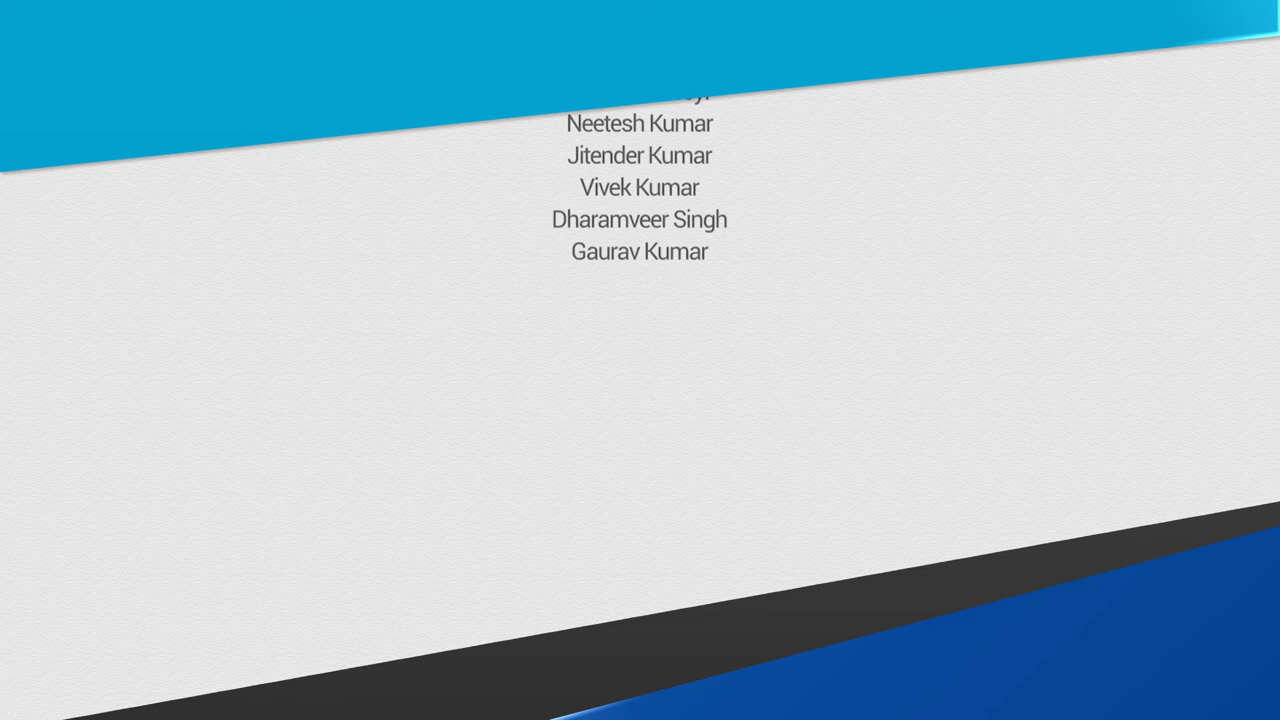 Neetesh Kumar
Jitender Kumar
Vivek Kumar
Dharamveer Singh
Gaurav Kumar